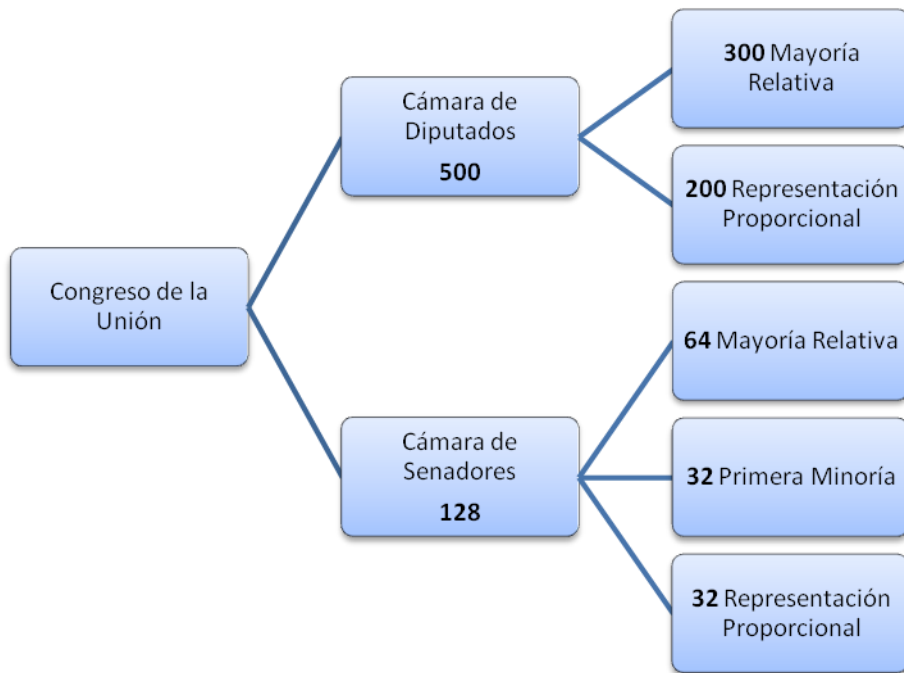 Congreso de la
Unión
Cámara de
Diputados
500
300 Mayoría
Relativa
200 Representación
Proporcional
Cámara de
Senadores
128
64 Mayoría Relativa
32 Primera Minoría
32 Representación
Proporcional